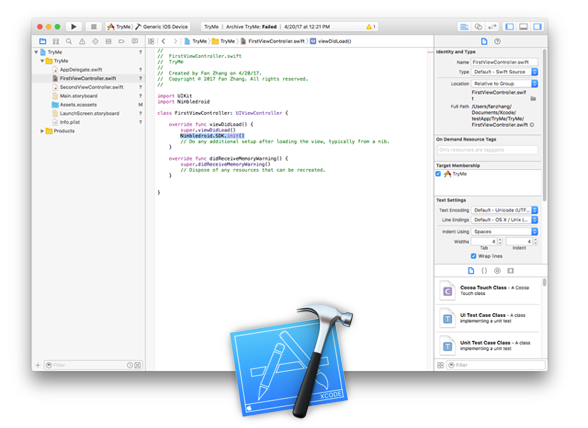 TryMe
Generic iOS Device
TryMe | Archive TryMe: Failed | 4/20/17 at 12:21 PM
1
TryMe
TryMe
AppDelegate.swift
FirstViewController.swift
SecondViewController.swift
Main.storyboard
Assets.xcassets M
LaunchScreen.storyboard
Info.plist
Products
Filter
TryMe
TryMe
FirstViewController.swift
viewDidLoad()
//
// FirstViewController.swift
// TryMe
//
// Created by Fan Zhang on 4/20/17.
// Copyright © 2017 Fan Zhang. All rights reserved.
//
import UIKit
import Nimbledroid
class FirstViewController: UIViewController {
override func viewDidLoad() {
super.viewDidLoad()
Nimbledroid.SDK.init()
// Do any additional setup after loading the view, typically from a nib.
}
override func didReceiveMemoryWarning() {
super.didReceiveMemoryWarning()
// Dispose of any resources that can be recreated.
}
}
Identity and Type
Name FirstViewController.swift
Type Default - Swift Source
Location Relative to Group
FirstViewController.swif
t
Full Path /Users/fanzhang/
Documents/Xcode/
testApp/TryMe/TryMe/
FirstViewController.swift
On Demand Resource Tags
Only resources are taggable
Target Membership
TryMe
Text Settings
Text Encoding Default - Unicode (UTF...
Line Endings Default - OS X / Unix (...
Indent Using Spaces
Widths 4 4
Tab Indent
Wrap lines
{ }
C
Cocoa Touch Class - A Cocoa
Touch class
T
UI Test Case Class - A class
implementing a unit test
T
Unit Test Case Class - A class
implementing a unit test
Filter
XCODE